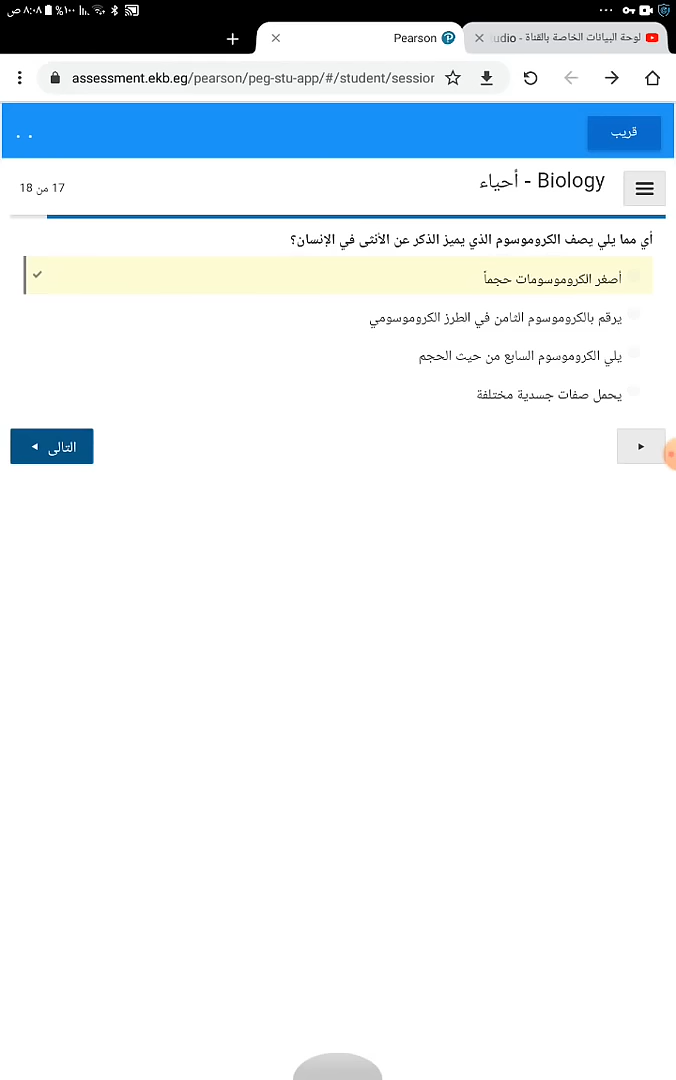 ٨:٠٨ ص
%١٠٠
لوحة البيانات الخاصة بالقناة - udio
Pearson
assessment.ekb.eg/pearson/peg-stu-app/#/student/session
قريب
Biology - أحياء
17 من 18
أي مما يلي يصف الكروموسوم الذي يميز الذكر عن الأنثى في الإنسان؟
أصغر الكروموسومات حجماً
يرقم بالكروموسوم الثامن في الطرز الكروموسومي
يلي الكروموسوم السابع من حيث الحجم
يحمل صفات جسدية مختلفة
التالى